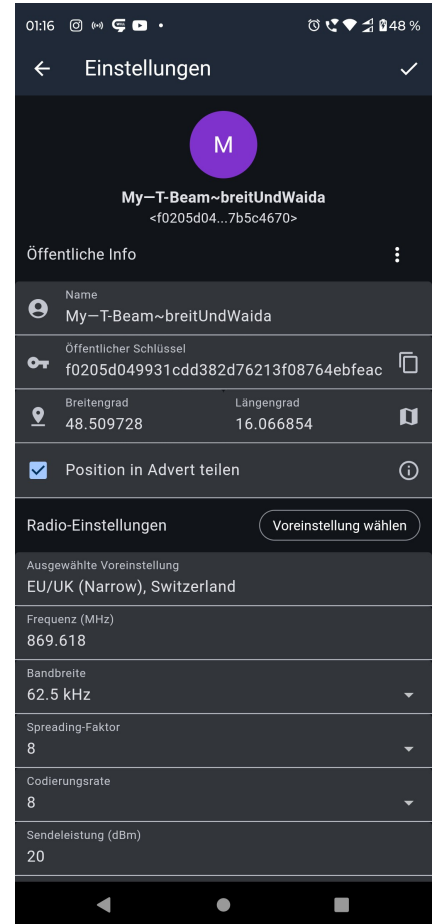 01:16
48 %
Einstellungen
M
My—T-Beam~breitUndWaida
<f0205d04...7b5c4670>
Öffentliche Info
Name
My—T-Beam~breitUndWaida
Öffentlicher Schlüssel
f0205d049931cdd382d76213f08764ebfeac
Breitengrad
Längengrad
48.509728
16.066854
Position in Advert teilen
Radio-Einstellungen
Voreinstellung wählen
Ausgewählte Voreinstellung
EU/UK (Narrow), Switzerland
Frequenz (MHz)
869.618
Bandbreite
62.5 kHz
Spreading-Faktor
8
Codierungsrate
8
Sendeleistung (dBm)
20